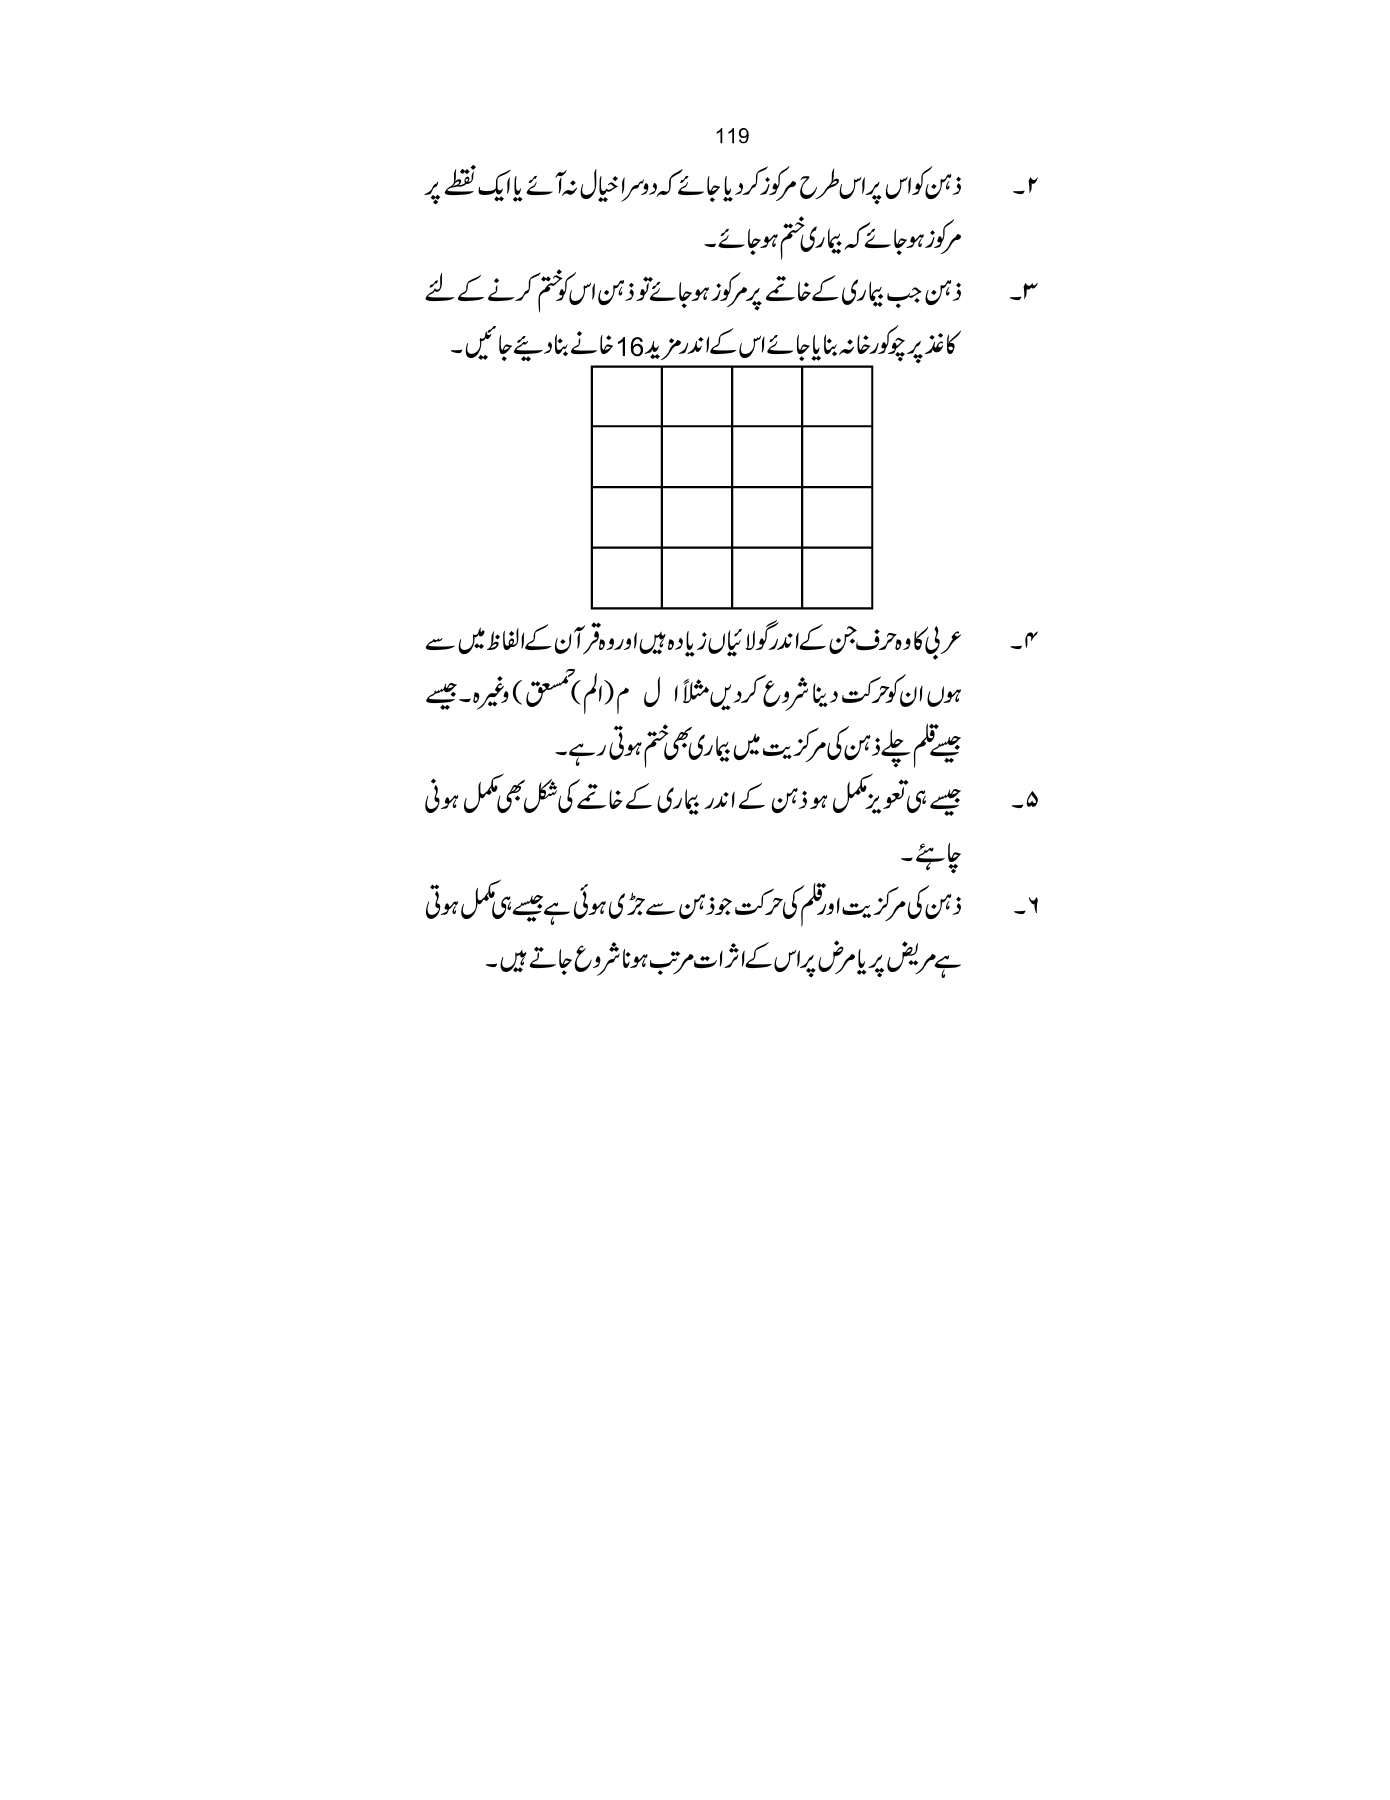 119
۲۔ ذہن کو اس پر اس طرح مرکوز کر دیا جائے کہ دوسرا خیال نہ آئے یا ایک نقطے پر
مرکوز ہو جائے کہ بیماری ختم ہو جائے۔
۳۔ ذہن جب بیماری کے خاتمے پر مرکوز ہو جائے تو ذہن اس کو ختم کرنے کے لئے
کاغذ پر چوکور خانہ بنایا جائے اس کے اندر مزید 16 خانے بنا دیئے جائیں۔
۴۔ عربی کا وہ حرف جن کے اندر گولائیاں زیادہ ہیں اور وہ قرآن کے الفاظ میں سے
ہوں ان کو حرکت دینا شروع کر دیں مثلاً ا ل م (الم) حمسعق ) وغیرہ۔ جیسے
جیسے قلم چلے ذہن کی مرکزیت میں بیماری بھی ختم ہوتی رہے۔
۵۔ جیسے ہی تعویز مکمل ہو ذہن کے اندر بیماری کے خاتمے کی شکل بھی مکمل ہونی
چاہئے۔
۶۔ ذہن کی مرکزیت اور قلم کی حرکت جو ذہن سے جڑی ہوئی ہے جیسے ہی مکمل ہوتی
ہے مریض پر یا مرض پر اس کے اثرات مرتب ہونا شروع جاتے ہیں۔